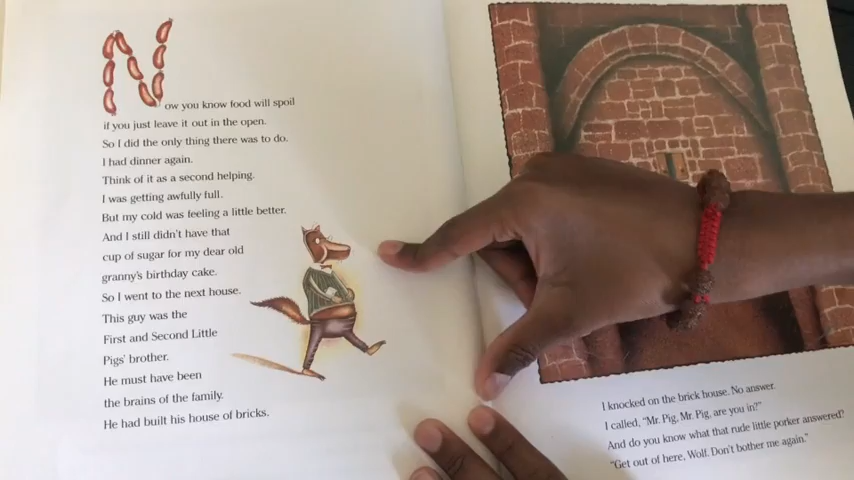 Now you know food will spoil
if you just leave it out in the open.
So I did the only thing there was to do.
I had dinner again.
Think of it as a second helping.
I was getting awfully full.
But my cold was feeling a little better.
And I still didn't have that
cup of sugar for my dear old
granny's birthday cake.
So I went to the next house.
This guy was the
First and Second Little
Pigs' brother.
He must have been
the brains of the family.
He had built his house of bricks.
I knocked on the brick house. No answer.
I called, "Mr. Pig, Mr. Pig, are you in?"
And do you know what that rude little porker answered?
"Get out of here, Wolf. Don't bother me again."